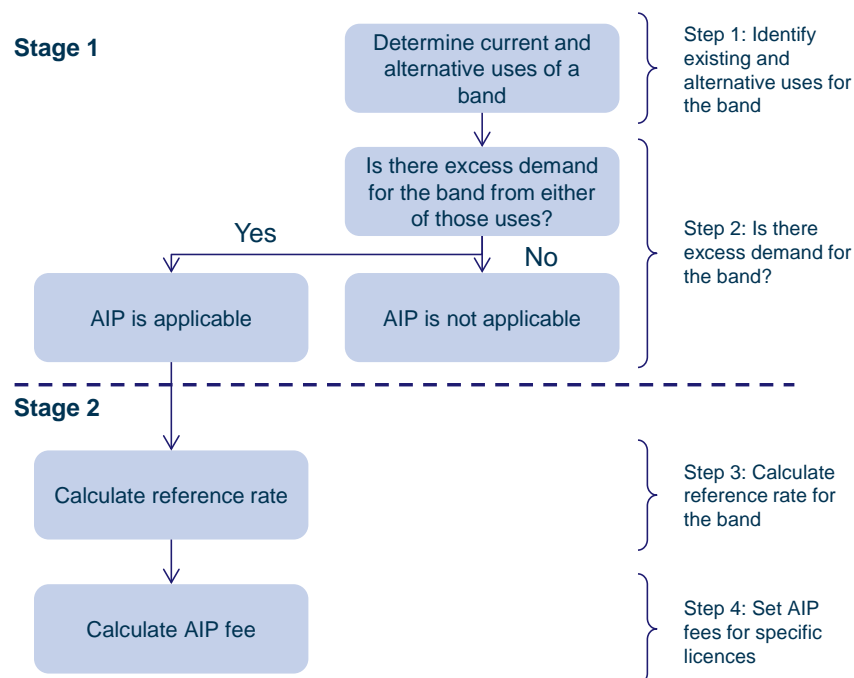 Stage 1
Determine current and
alternative uses of a
band
Step 1: Identify
existing and
alternative uses for
the band
Is there excess demand
for the band from either
of those uses?
Yes
No
Step 2: Is there
excess demand for
the band?
AIP is applicable
AIP is not applicable
Stage 2
Calculate reference rate
Step 3: Calculate
reference rate for
the band
Calculate AIP fee
Step 4: Set AIP
fees for specific
licences